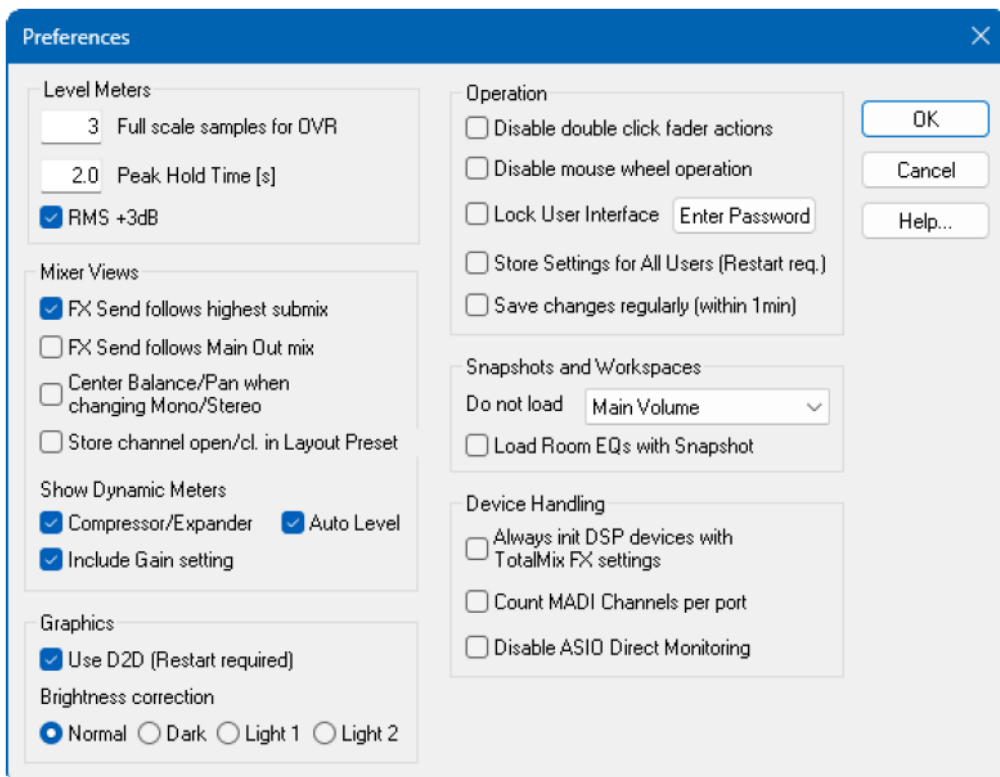 Preferences
Level Meters
3 Full scale samples for OVR
2.0 Peak Hold Time [s]
RMS +3dB
Mixer Views
FX Send follows highest submix
FX Send follows Main Out mix
Center Balance/Pan when
changing Mono/Stereo
Store channel open/cl. in Layout Preset
Show Dynamic Meters
Compressor/Expander Auto Level
Include Gain setting
Graphics
Use D2D (Restart required)
Brightness correction
Normal Dark Light 1 Light 2
Operation
Disable double click fader actions
Disable mouse wheel operation
Lock User Interface Enter Password
Store Settings for All Users (Restart req.)
Save changes regularly (within 1min)
Snapshots and Workspaces
Do not load Main Volume
Load Room EQs with Snapshot
Device Handling
Always init DSP devices with
TotalMix FX settings
Count MADI Channels per port
Disable ASIO Direct Monitoring
OK
Cancel
Help...